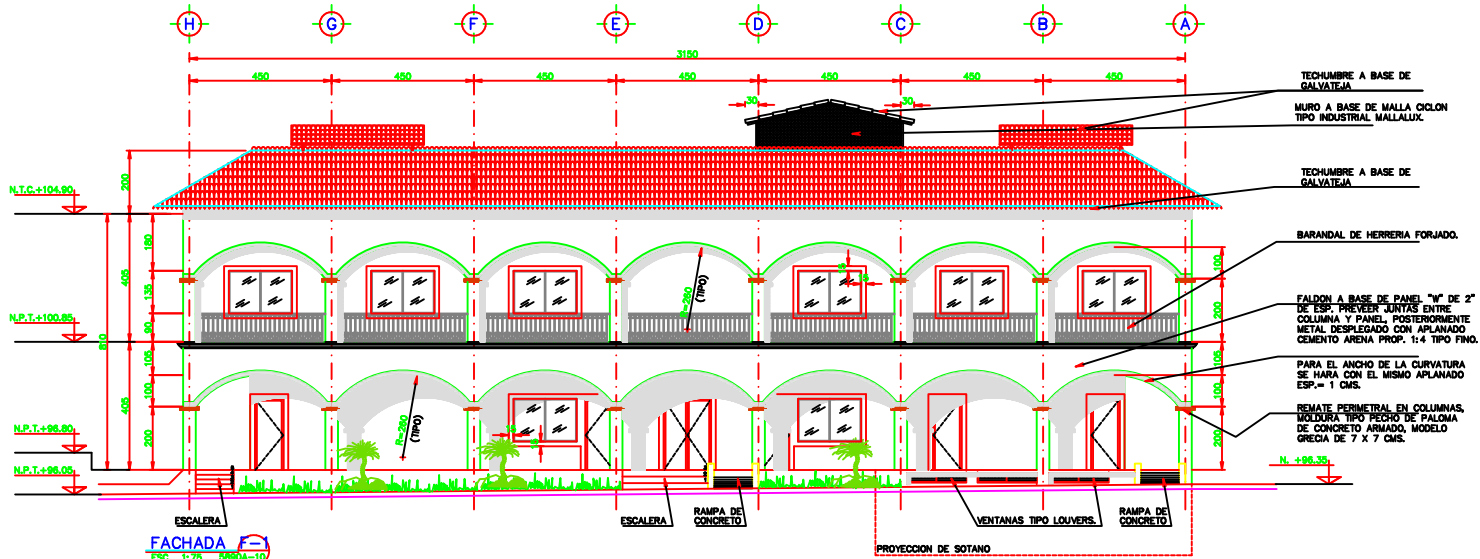 H G F E D C B A
3150
450 450 450 450 450 450 450
30 30
TECHUMBRE A BASE DE
GALVATEJA
MURO A BASE DE MALLA CICLON
TIPO INDUSTRIAL MALLALUX.
200
TECHUMBRE A BASE DE
GALVATEJA
N.T.C.+104.90
180
405
135
90
810
BARANDAL DE HERRERIA FORJADO.
100
200
15
15
R=260
(TIPO)
N.P.T.+100.85
FALDON A BASE DE PANEL "W" DE 2"
DE ESP. PREVEER JUNTAS ENTRE
COLUMNA Y PANEL, POSTERIORMENTE
METAL DESPLEGADO CON APLANADO
CEMENTO ARENA PROP. 1:4 TIPO FINO.
105
100
405
200
105
100
200
PARA EL ANCHO DE LA CURVATURA
SE HARA CON EL MISMO APLANADO
ESP.= 1 CMS.
REMATE PERIMETRAL EN COLUMNAS,
MOLDURA TIPO PECHO DE PALOMA
DE CONCRETO ARMADO, MODELO
GRECIA DE 7 X 7 CMS.
R=260
(TIPO)
15
15
N.P.T.+96.80
N.P.T.+96.05
N. +96.35
ESCALERA
ESCALERA
RAMPA DE
CONCRETO
VENTANAS TIPO LOUVERS.
RAMPA DE
CONCRETO
PROYECCION DE SOTANO
FACHADA F-1
ESC. 1:75